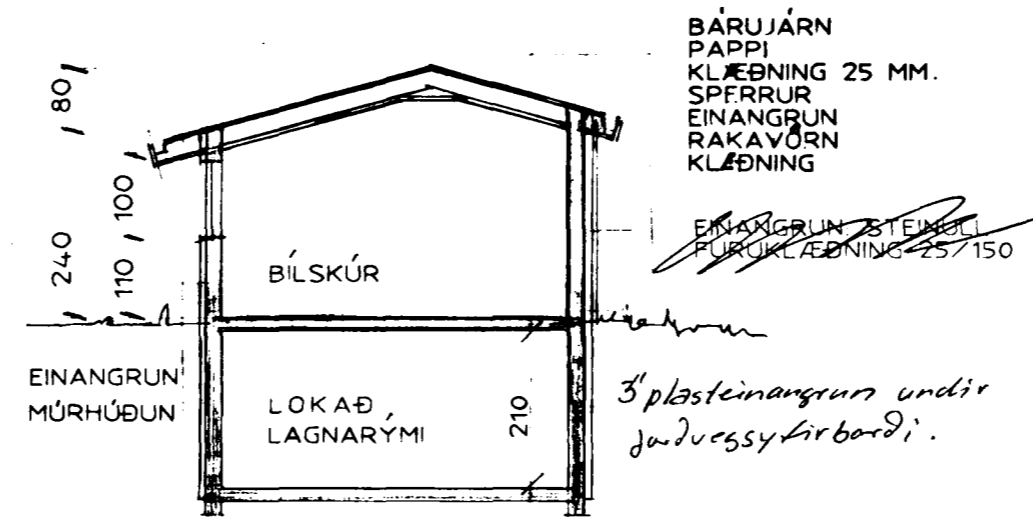 BÁRUJÁRN
PAPPI
KLÆÐNING 25 MM.
SPERRUR
EINANGRUN
RAKAVÖRN
KLÆÐNING
EINANGRUN: STEINULL
FURUKLÆÐNING 25/150
80
240
100
110
BÍLSKÚR
EINANGRUN
MÚRHÚÐUN
LOKAÐ
LAGNARÝMI
210
3" plasteinangrun undir
jarðvegsyfirborði.